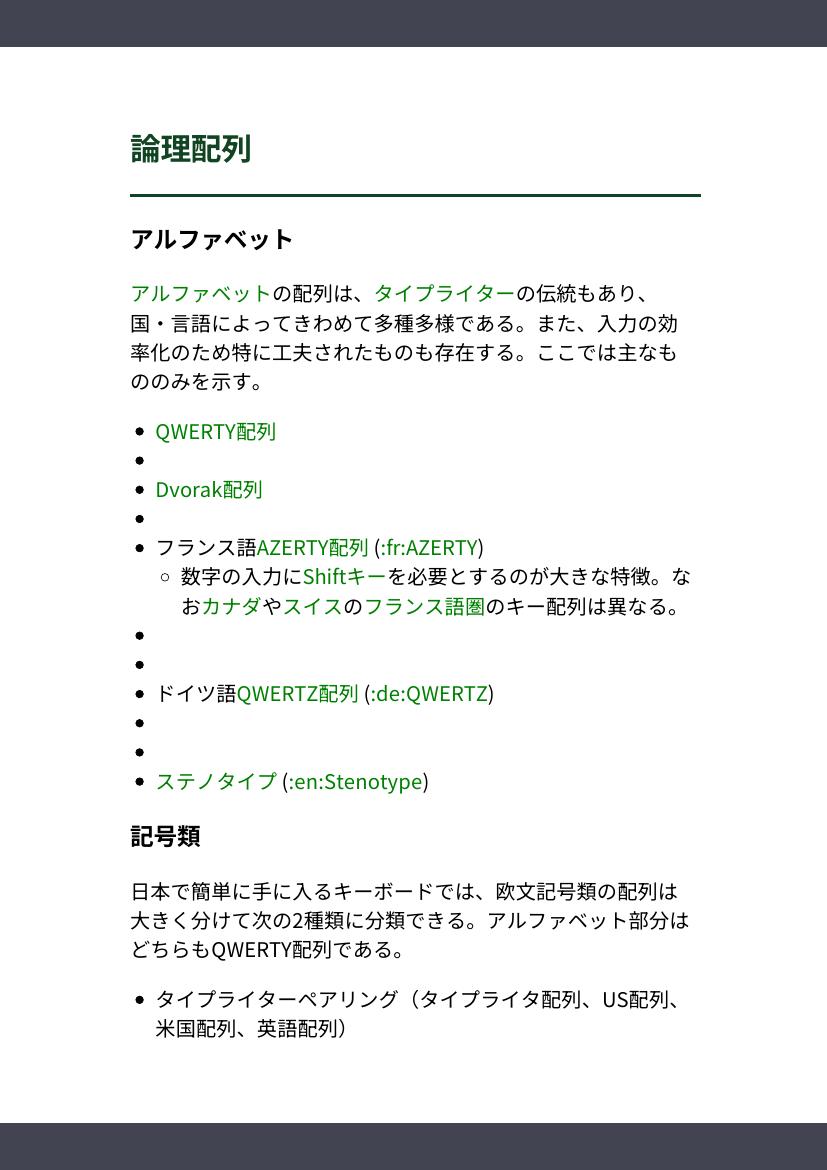 論理配列
アルファベット
アルファベットの配列は、タイプライターの伝統もあり、
国・言語によってきわめて多種多様である。また、入力の効
率化のため特に工夫されたものも存在する。ここでは主なも
ののみを示す。
• QWERTY配列
•
• Dvorak配列
•
• フランス語AZERTY配列 (:fr:AZERTY)
◦ 数字の入力にShiftキーを必要とするのが大きな特徴。な
おカナダやスイスのフランス語圏のキー配列は異なる。
•
•
• ドイツ語QWERTZ配列 (:de:QWERTZ)
•
•
• ステノタイプ (:en:Stenotype)
記号類
日本で簡単に手に入るキーボードでは、欧文記号類の配列は
大きく分けて次の2種類に分類できる。アルファベット部分は
どちらもQWERTY配列である。
• タイプライターペアリング（タイプライタ配列、US配列、
米国配列、英語配列）